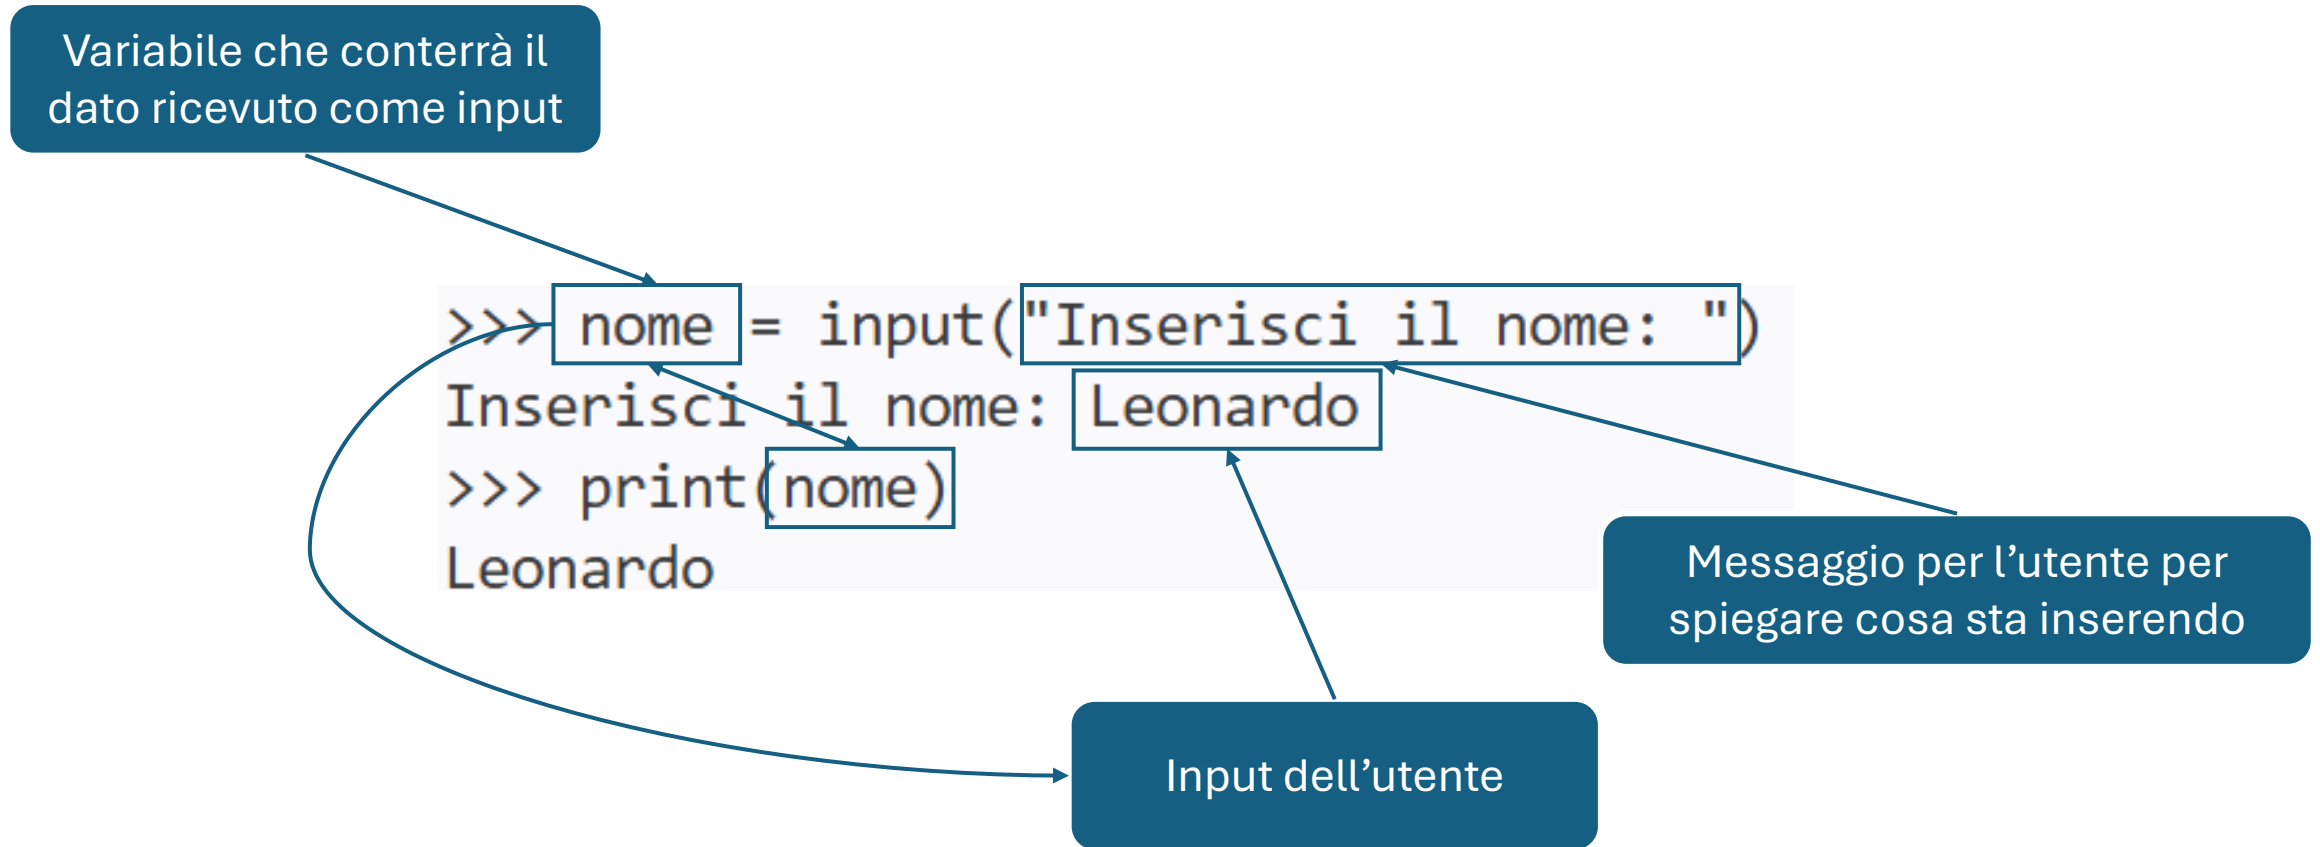 Variabile che conterrà il
dato ricevuto come input
>>> nome = input("Inserisci il nome: ")
Inserisci il nome: Leonardo
>>> print(nome)
Leonardo
Messaggio per l’utente per
spiegare cosa sta inserendo
Input dell’utente